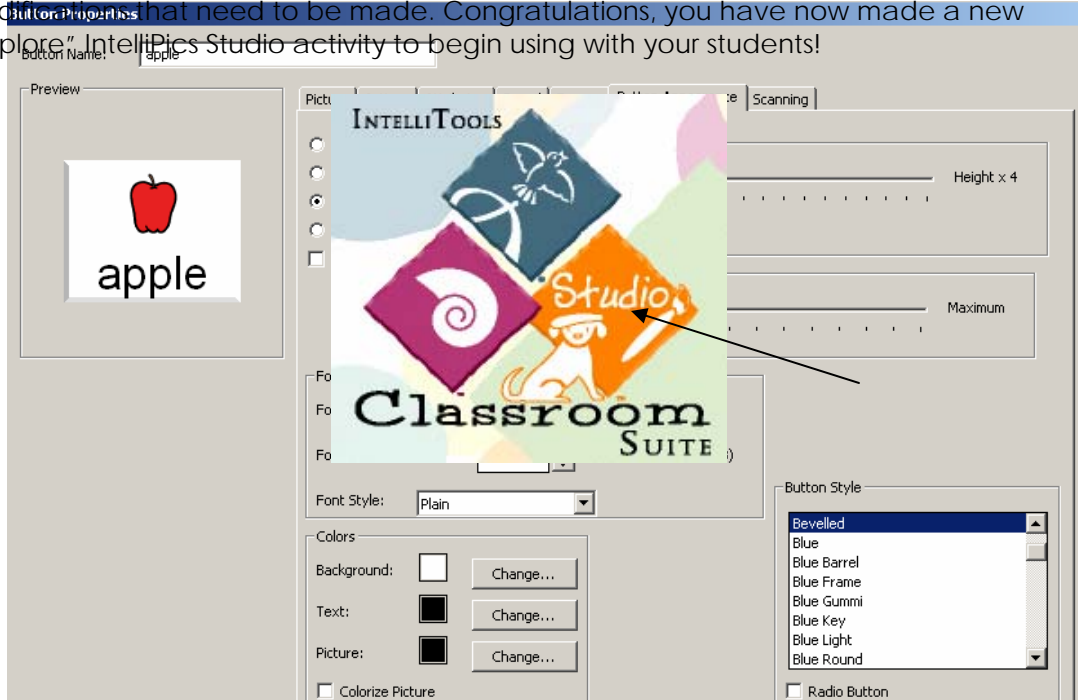 difications that need to be made. Congratulations, you have now made a new
plore” IntelliPics Studio activity to begin using with your students!
Button Properties
Button Name: apple
Preview
apple
Scanning
INTELLITOOLS
Studio
Classroom
SUITE
Height x 4
Maximum
Font Style: Plain
Colors
Background: Change...
Text: Change...
Picture: Change...
Colorize Picture
Button Style
Bevelled
Blue
Blue Barrel
Blue Frame
Blue Gummi
Blue Key
Blue Light
Blue Round
Radio Button